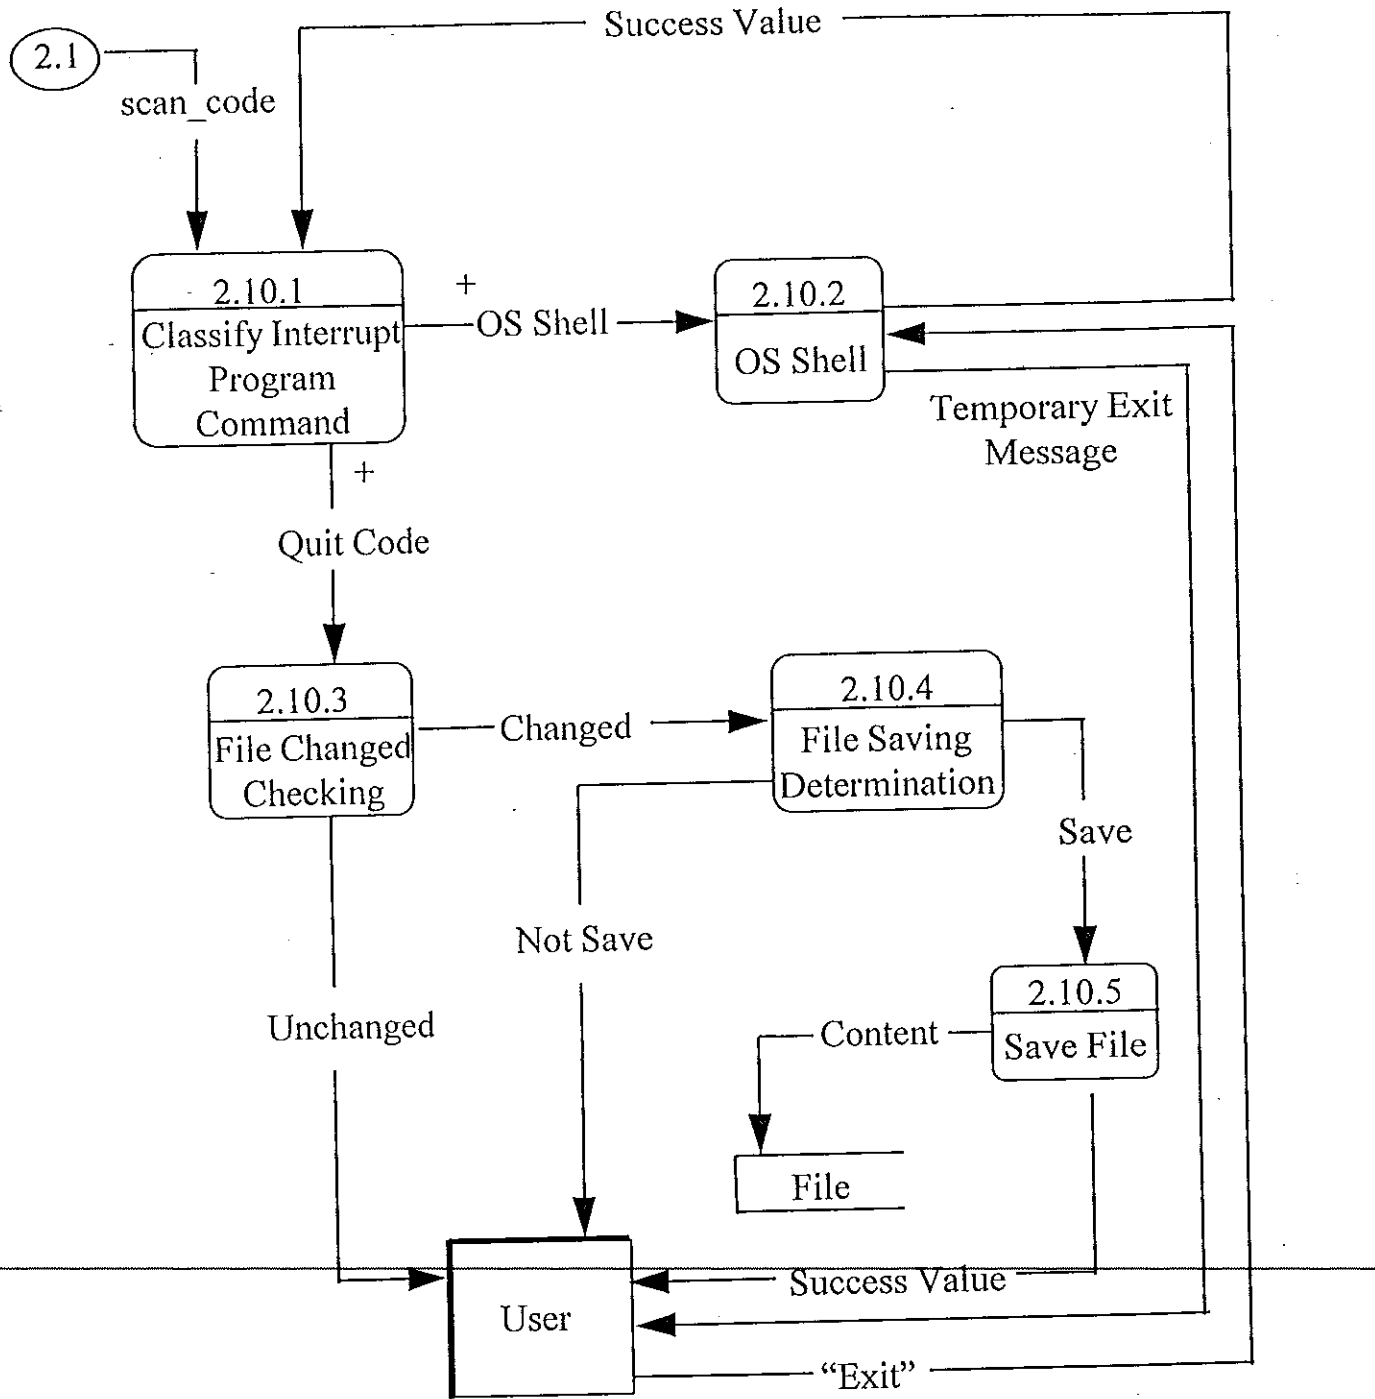 Success Value
2.1
scan_code
2.10.1
Classify Interrupt
Program
Command
+
OS Shell
2.10.2
OS Shell
Temporary Exit
Message
+
Quit Code
2.10.3
File Changed
Checking
Changed
2.10.4
File Saving
Determination
Save
Not Save
Unchanged
2.10.5
Save File
Content
File
User
Success Value
“Exit”